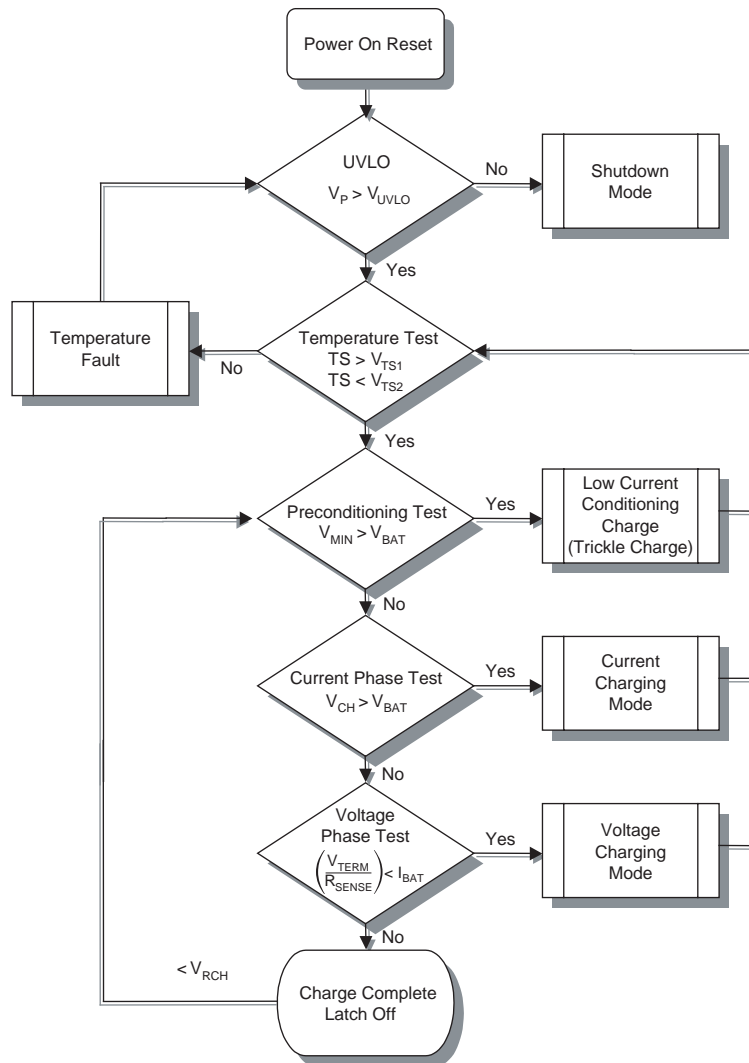 Power On Reset
UVLO
V_P > V_UVLO
No
Shutdown
Mode
Yes
Temperature
Fault
No
Temperature Test
TS > V_TS1
TS < V_TS2
Yes
Preconditioning Test
V_MIN > V_BAT
Yes
Low Current
Conditioning
Charge
(Trickle Charge)
No
Current Phase Test
V_CH > V_BAT
Yes
Current
Charging
Mode
No
Voltage
Phase Test
(V_TERM / R_SENSE) < I_BAT
Yes
Voltage
Charging
Mode
No
< V_RCH
Charge Complete
Latch Off